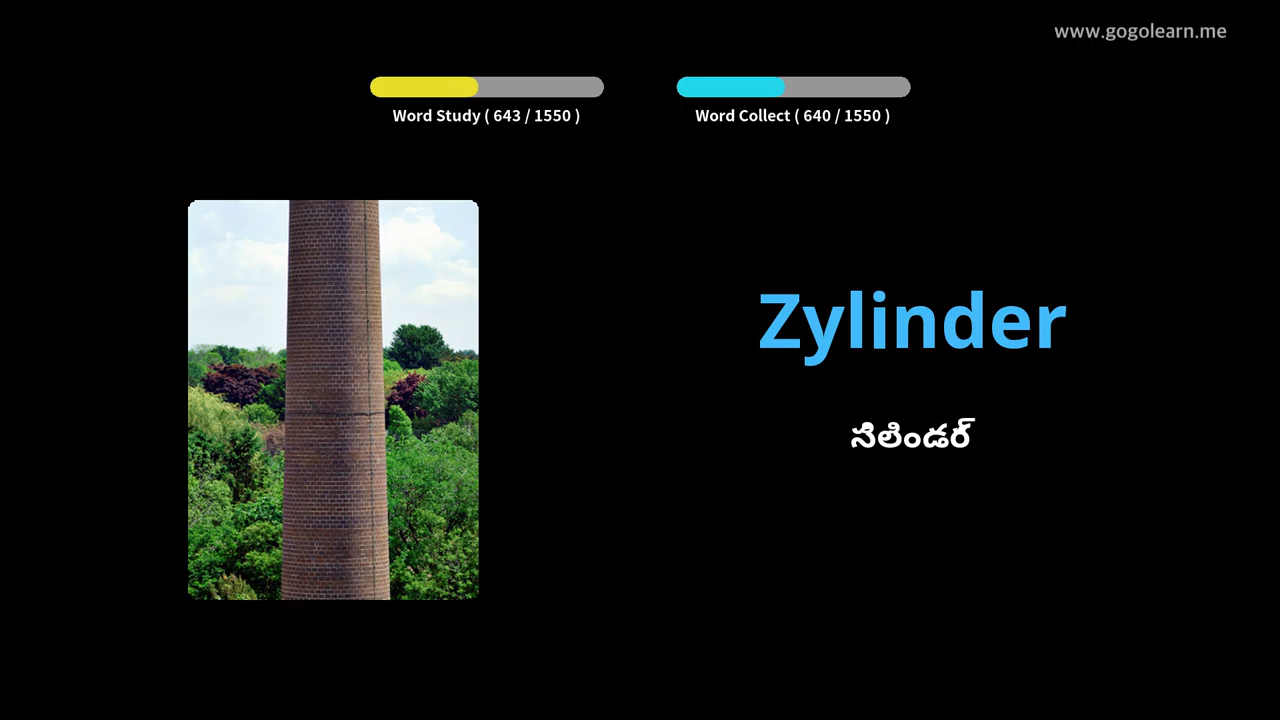 www.gogolearn.me
Word Study ( 643 / 1550 )
Word Collect ( 640 / 1550 )
Zylinder
సిలిండర్